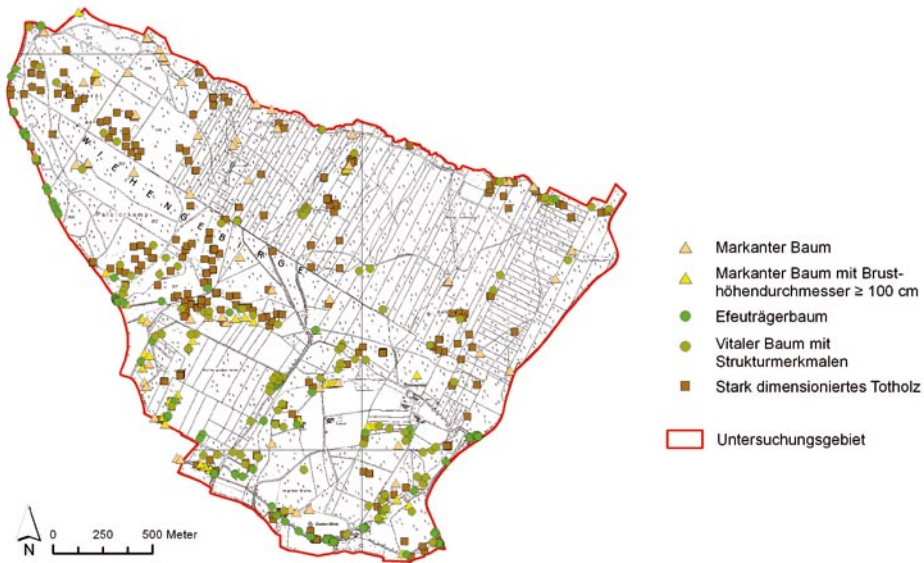 WIEHENGEBIRGE
Markanter Baum
Markanter Baum mit Brust-
höhendurchmesser ≥ 100 cm
Efeuträgerbaum
Vitaler Baum mit
Strukturmerkmalen
Stark dimensioniertes Totholz
Untersuchungsgebiet
N
0 250 500 Meter